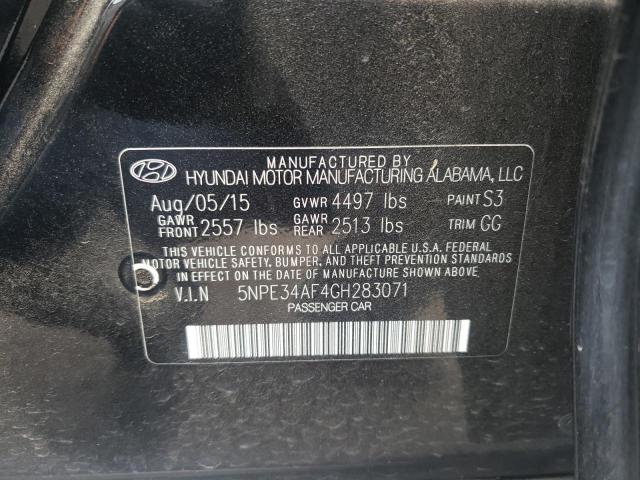 MANUFACTURED BY
HYUNDAI MOTOR MANUFACTURING ALABAMA, LLC
Aug/05/15 GVWR 4497 lbs PAINT S3
GAWR FRONT 2557 lbs GAWR REAR 2513 lbs TRIM GG
THIS VEHICLE CONFORMS TO ALL APPLICABLE U.S.A. FEDERAL
MOTOR VEHICLE SAFETY, BUMPER, AND THEFT PREVENTION STANDARDS
IN EFFECT ON THE DATE OF MANUFACTURE SHOWN ABOVE.
V.I.N 5NPE34AF4GH283071
PASSENGER CAR